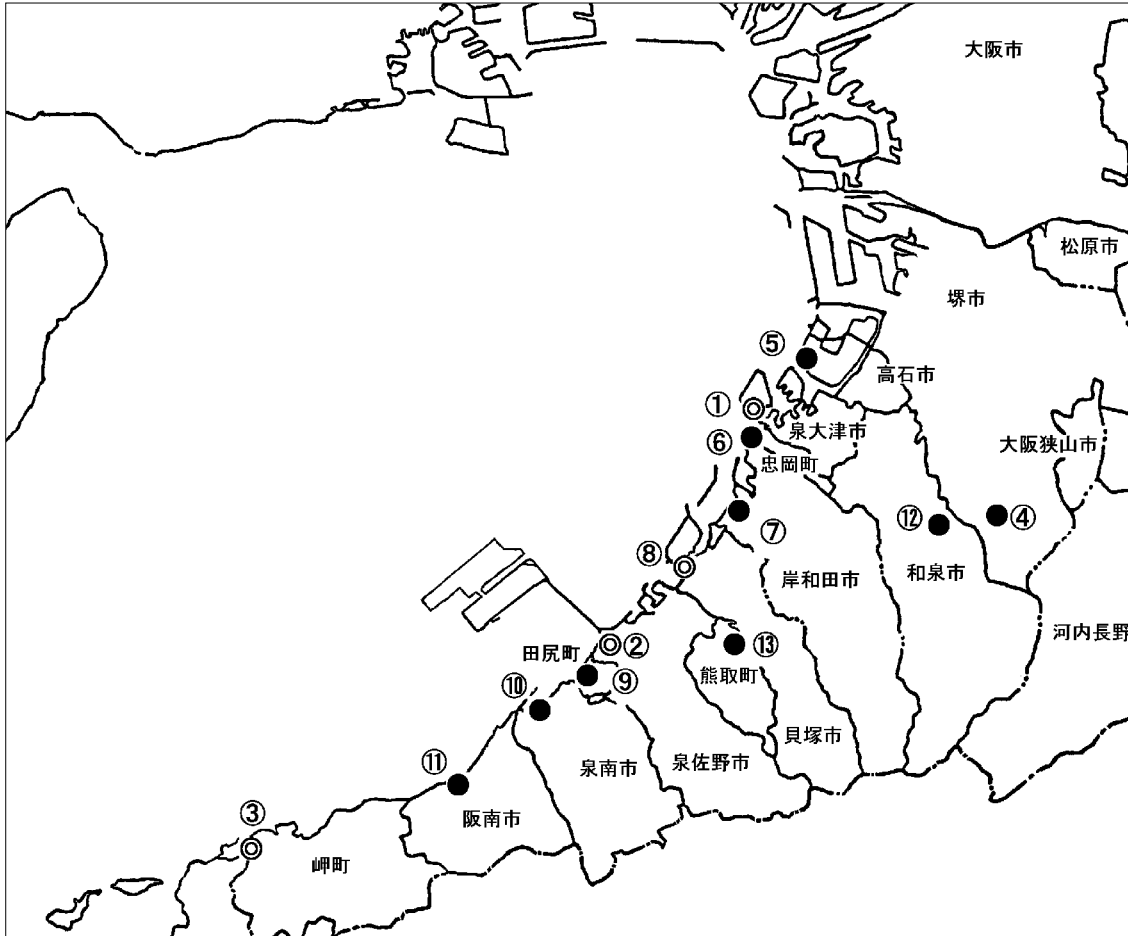 大阪市
松原市
堺市
⑤
高石市
①
泉大津市
⑥
大阪狭山市
忠岡町
⑫
④
⑦
⑧
岸和田市
和泉市
河内長野
②
⑬
田尻町
熊取町
⑩
⑨
貝塚市
⑪
泉南市
泉佐野市
③
阪南市
岬町